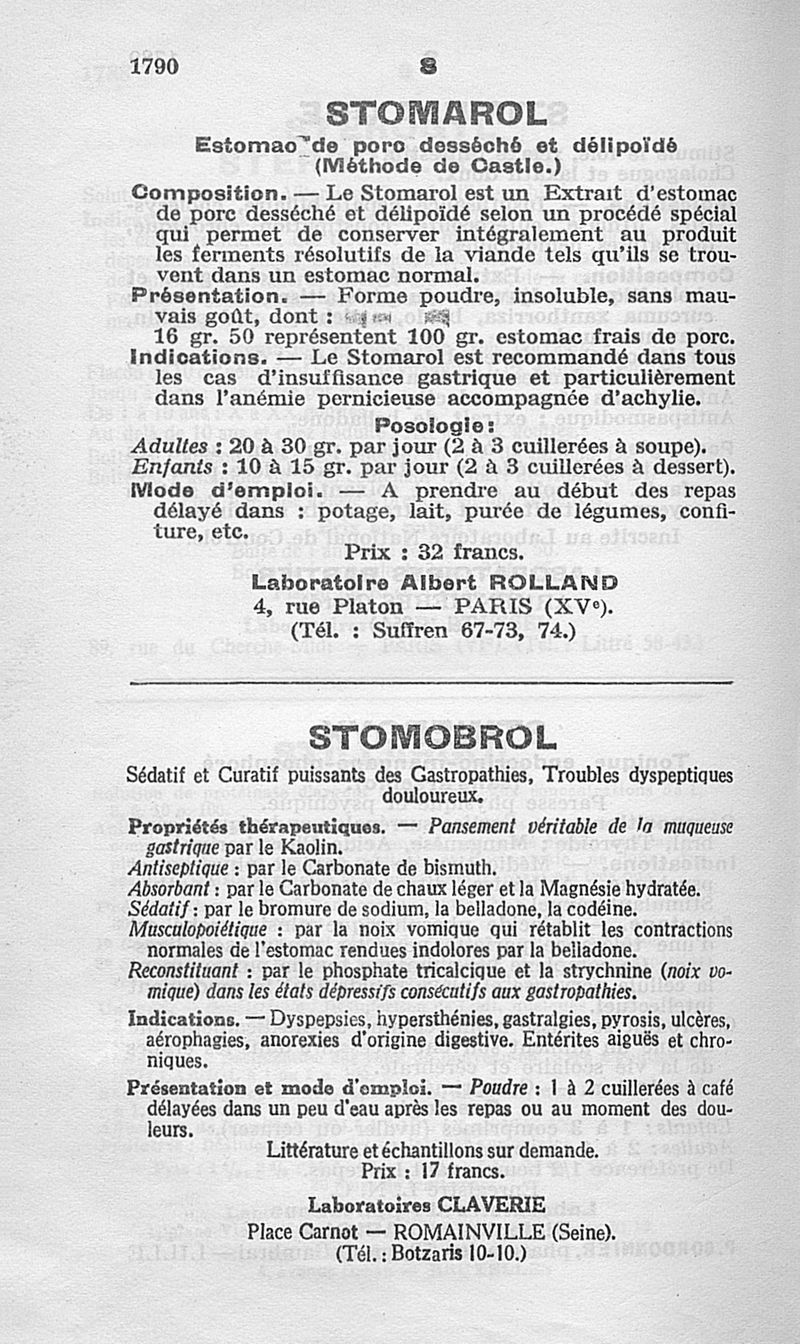 1790
S
STOMAROL
Estomac de porc desséché et délipoïdé
(Méthode de Castle.)
Composition. — Le Stomarol est un Extrait d'estomac
de porc desséché et délipoïdé selon un procédé spécial
qui permet de conserver intégralement au produit
les ferments résolutifs de la viande tels qu'ils se trou-
vent dans un estomac normal.
Présentation. — Forme poudre, insoluble, sans mau-
vais goût, dont :
16 gr. 50 représentent 100 gr. estomac frais de porc.
Indications. — Le Stomarol est recommandé dans tous
les cas d'insuffisance gastrique et particulièrement
dans l'anémie pernicieuse accompagnée d'achylie.
Posologie :
Adultes : 20 à 30 gr. par jour (2 à 3 cuillerées à soupe).
Enfants : 10 à 15 gr. par jour (2 à 3 cuillerées à dessert).
Mode d'emploi. — A prendre au début des repas
délayé dans : potage, lait, purée de légumes, confi-
ture, etc.
Prix : 32 francs.
Laboratoire Albert ROLLAND
4, rue Platon — PARIS (XVe).
(Tél. : Suffren 67-73, 74.)
STOMOBROL
Sédatif et Curatif puissants des Gastropathies, Troubles dyspeptiques
douloureux.
Propriétés thérapeutiques. — Pansement véritable de la muqueuse
gastrique par le Kaolin.
Antiseptique : par le Carbonate de bismuth.
Absorbant : par le Carbonate de chaux léger et la Magnésie hydratée.
Sédatif : par le bromure de sodium, la belladone, la codéine.
Musculopoiétique : par la noix vomique qui rétablit les contractions
normales de l'estomac rendues indolores par la belladone.
Reconstituant : par le phosphate tricalcique et la strychnine (noix vo-
mique) dans les états dépressifs consécutifs aux gastropathies.
Indications. — Dyspepsies, hypersthénies, gastralgies, pyrosis, ulcères,
aérophagies, anorexies d'origine digestive. Entérites aiguës et chro-
niques.
Présentation et mode d'emploi. — Poudre : 1 à 2 cuillerées à café
délayées dans un peu d'eau après les repas ou au moment des dou-
leurs.
Littérature et échantillons sur demande.
Prix : 17 francs.
Laboratoires CLAVERIE
Place Carnot — ROMAINVILLE (Seine).
(Tél. : Botzaris 10-10.)